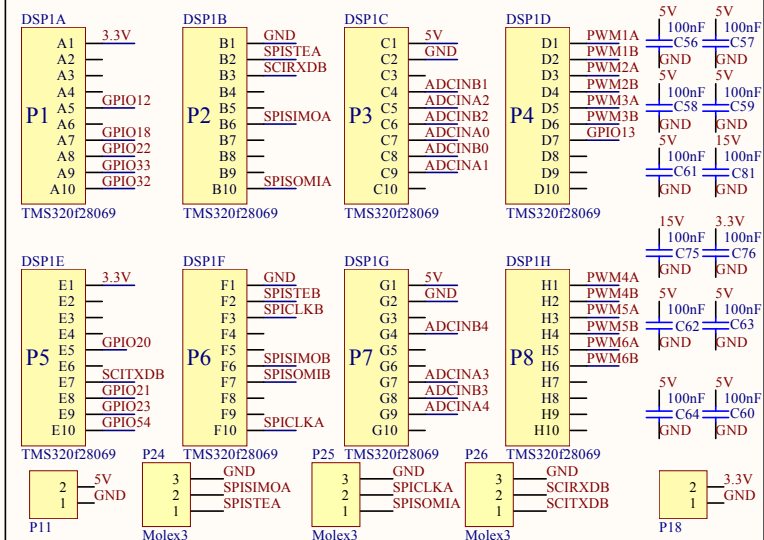 DSP1A
A1 3.3V
A2
A3
A4
A5 GPIO12
A6
A7 GPIO18
A8 GPIO22
A9 GPIO33
A10 GPIO32
P1
TMS320f28069
DSP1B
B1 GND
B2 SPISTEA
B3 SCIRXDB
B4
B5
B6 SPISIMOA
B7
B8
B9
B10 SPISOMIA
P2
TMS320f28069
DSP1C
C1 5V
C2 GND
C3
C4 ADCINB1
C5 ADCINA2
C6 ADCINB2
C7 ADCINA0
C8 ADCINB0
C9 ADCINA1
C10
P3
TMS320f28069
DSP1D
D1 PWM1A
D2 PWM1B
D3 PWM2A
D4 PWM2B
D5 PWM3A
D6 PWM3B
D7 GPIO13
D8
D9
D10
P4
TMS320f28069
5V 5V
100nF 100nF
C56 C57
GND GND
5V 5V
100nF 100nF
C58 C59
GND GND
5V 15V
100nF 100nF
C61 C81
GND GND
15V 3.3V
100nF 100nF
C75 C76
GND GND
5V 5V
100nF 100nF
C62 C63
GND GND
5V 5V
100nF 100nF
C64 C60
GND GND
DSP1E
E1 3.3V
E2
E3
E4
E5 GPIO20
E6
E7 SCITXDB
E8 GPIO21
E9 GPIO23
E10 GPIO54
P5
TMS320f28069
DSP1F
F1 GND
F2 SPISTEB
F3 SPICLKB
F4
F5
F6 SPISIMOB
F7 SPISOMIB
F8
F9
F10 SPICLKA
P6
TMS320f28069
DSP1G
G1 5V
G2 GND
G3
G4 ADCINB4
G5
G6
G7 ADCINA3
G8 ADCINB3
G9 ADCINA4
G10
P7
TMS320f28069
DSP1H
H1 PWM4A
H2 PWM4B
H3 PWM5A
H4 PWM5B
H5 PWM6A
H6 PWM6B
H7
H8
H9
H10
P8
TMS320f28069
2 5V
1 GND
P11
P24
3 GND
2 SPISIMOA
1 SPISTEA
Molex3
P25
3 GND
2 SPICLKA
1 SPISOMIA
Molex3
P26
3 GND
2 SCIRXDB
1 SCITXDB
Molex3
2 3.3V
1 GND
P18